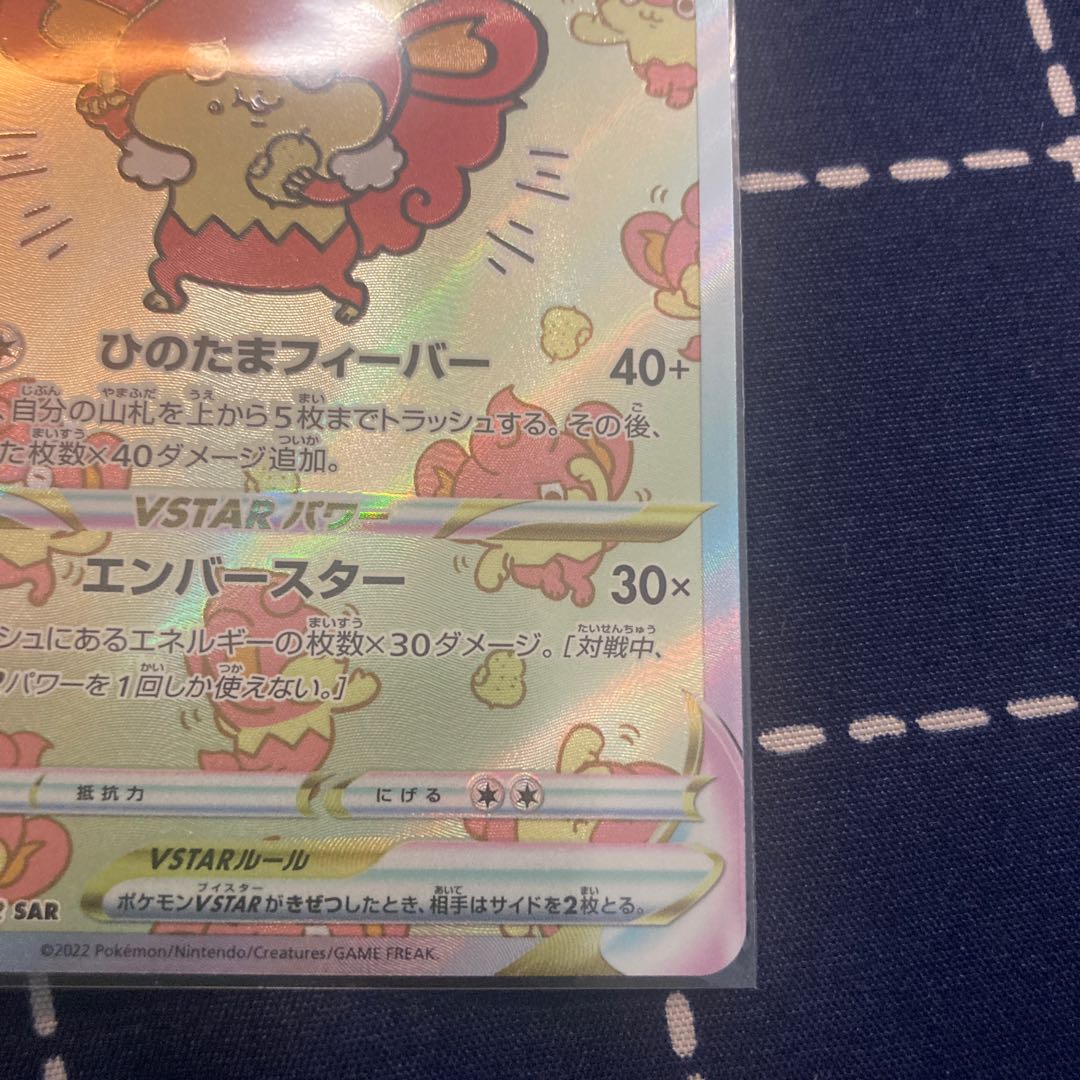 ひのたまフィーバー 40+
、自分の山札を上から5枚までトラッシュする。その後、
た枚数×40ダメージ追加。
VSTARパワー
エンバースター 30×
シュにあるエネルギーの枚数×30ダメージ。[対戦中、
パワーを1回しか使えない。]
抵抗力 にげる
VSTARルール
ポケモンVSTARがきぜつしたとき、相手はサイドを2枚とる。
SAR
©2022 Pokémon/Nintendo/Creatures/GAME FREAK.